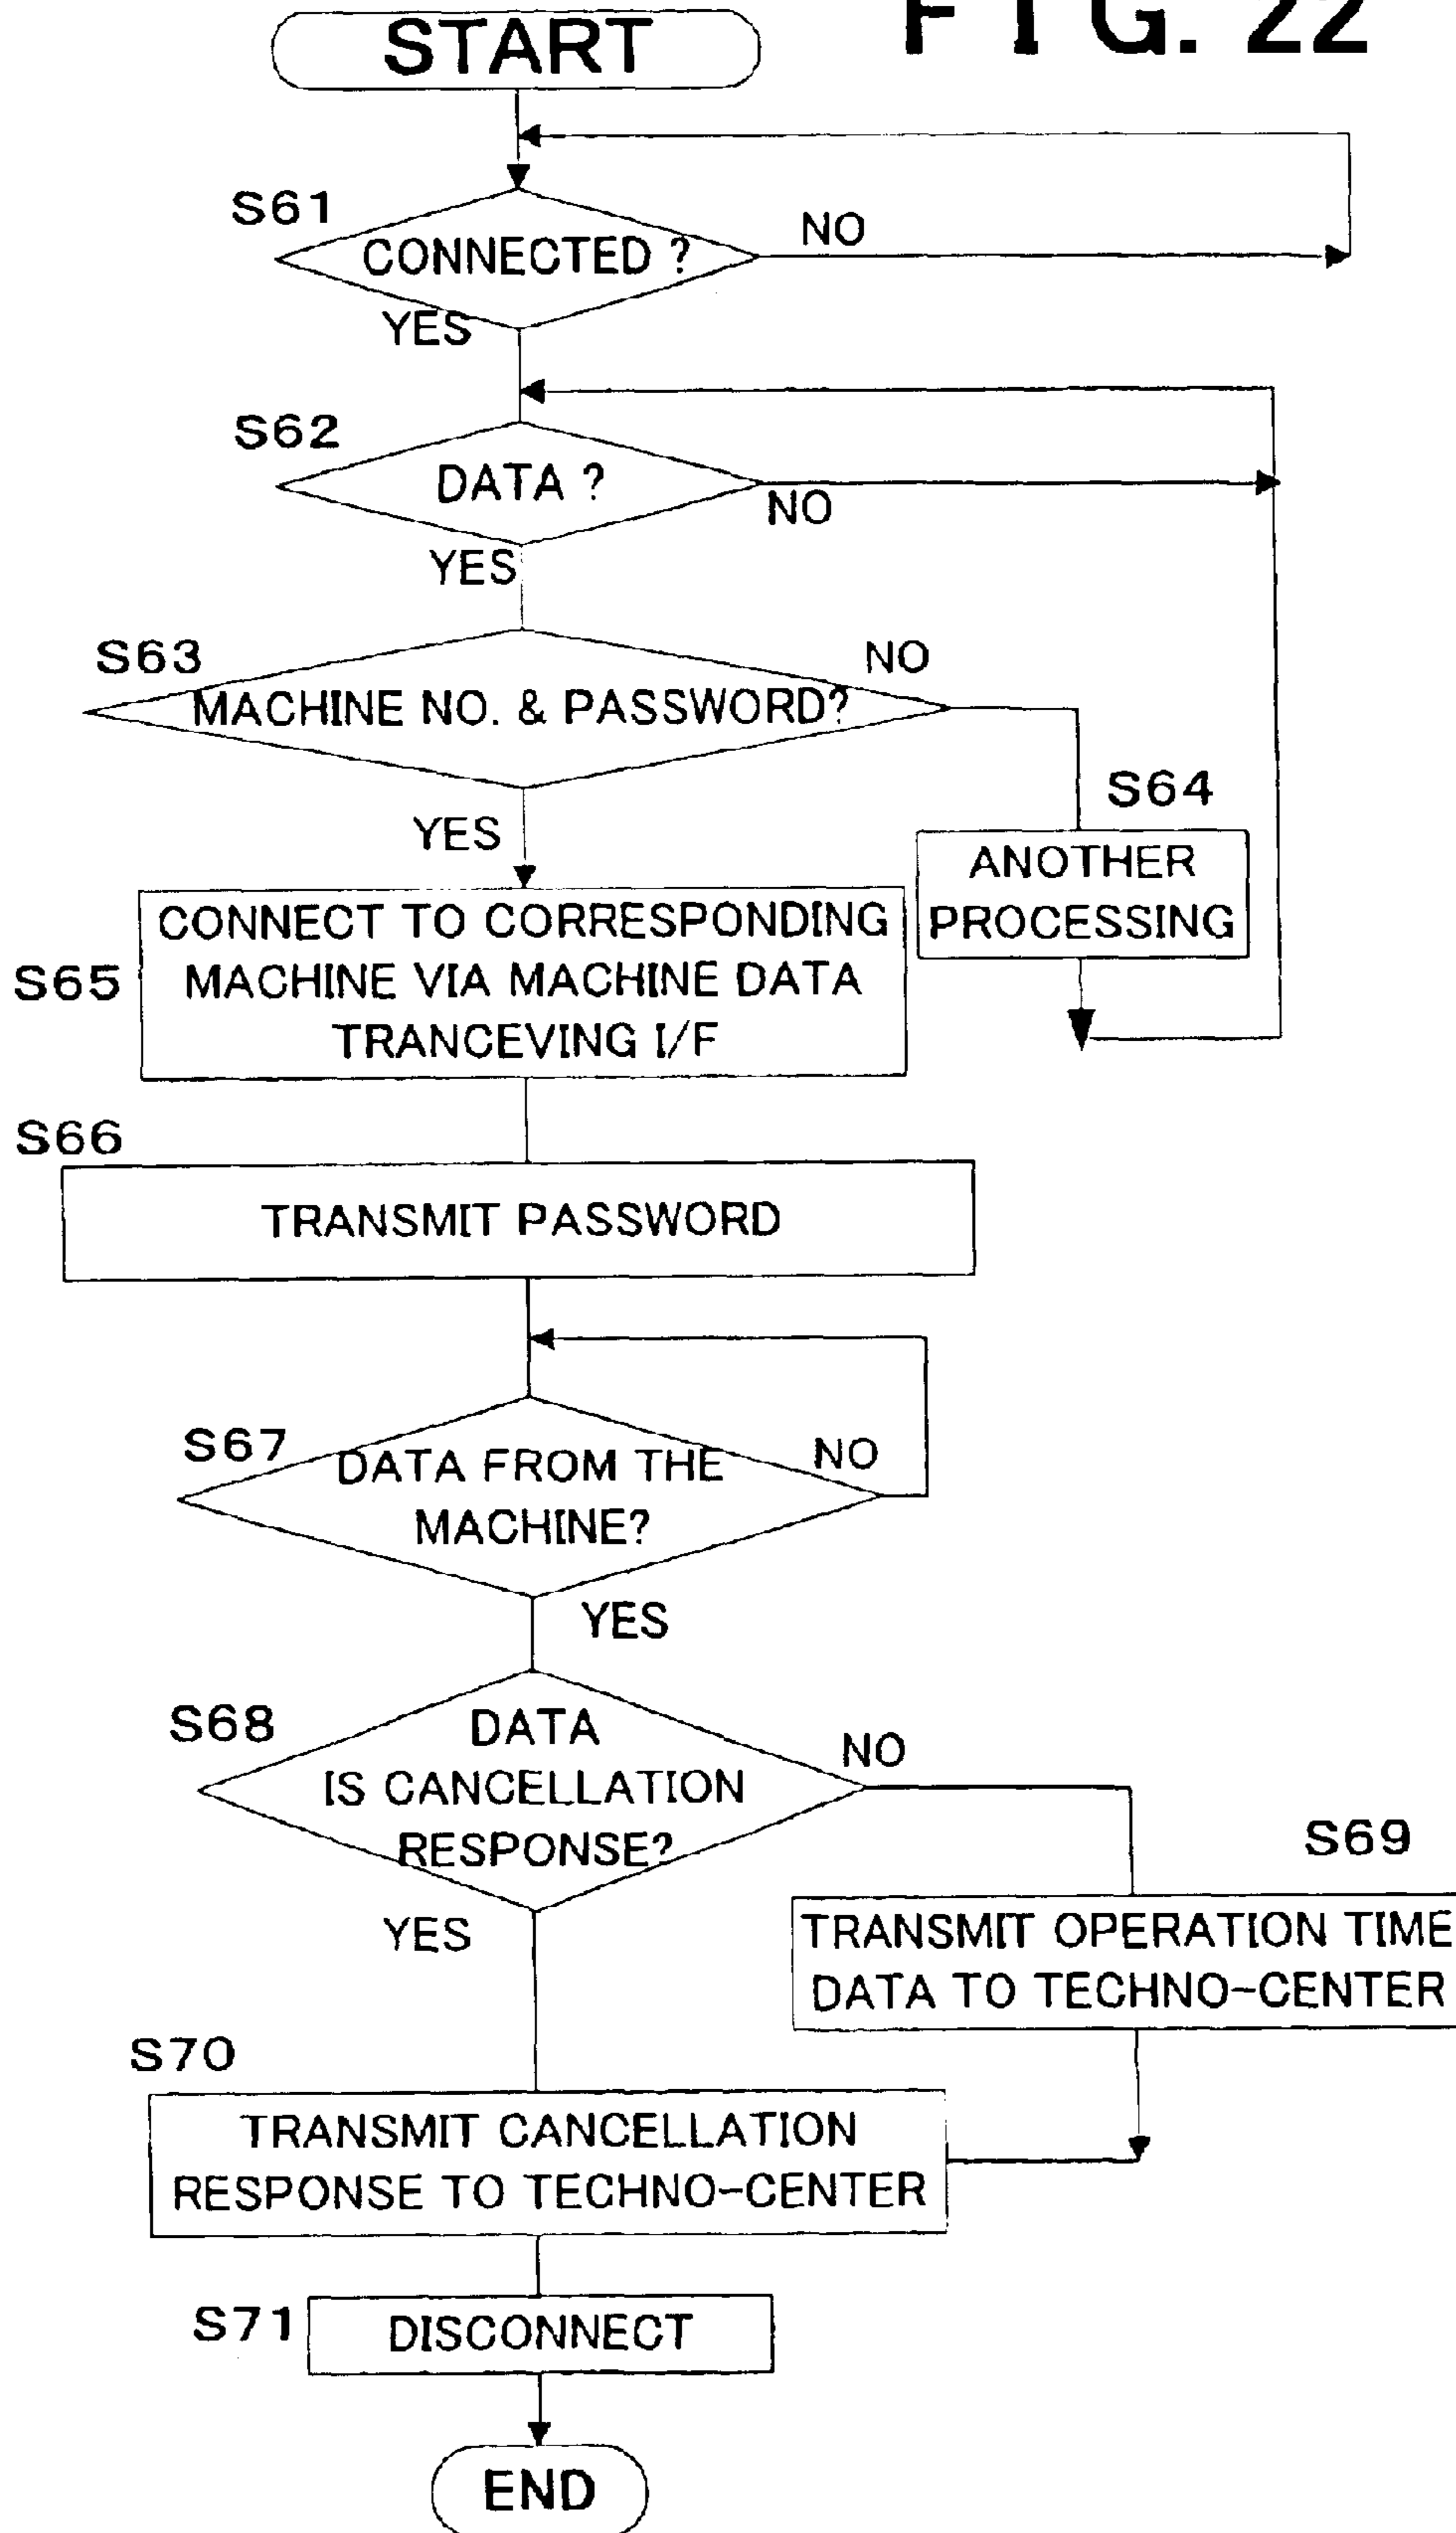 FIG. 22
START
S61
CONNECTED ?
NO
YES
S62
DATA ?
NO
YES
S63
MACHINE NO. & PASSWORD?
NO
YES
S64
ANOTHER
PROCESSING
S65
CONNECT TO CORRESPONDING
MACHINE VIA MACHINE DATA
TRANCEVING I/F
S66
TRANSMIT PASSWORD
S67
DATA FROM THE
MACHINE?
NO
YES
S68
DATA
IS CANCELLATION
RESPONSE?
NO
YES
S69
TRANSMIT OPERATION TIME
DATA TO TECHNO-CENTER
S70
TRANSMIT CANCELLATION
RESPONSE TO TECHNO-CENTER
S71
DISCONNECT
END